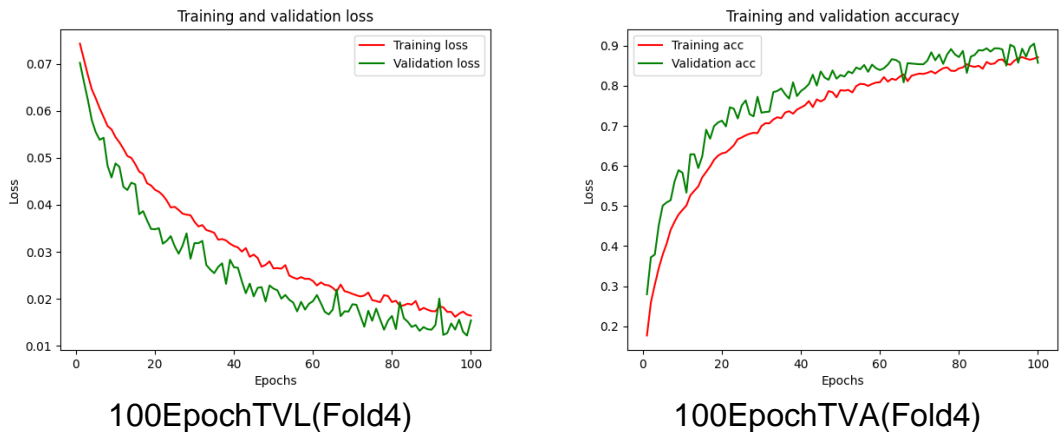 Training and validation loss
Training loss
Validation loss
0.07
0.06
0.05
0.04
0.03
0.02
0.01
Loss
0 20 40 60 80 100
Epochs
100EpochTVL(Fold4)
Training and validation accuracy
Training acc
Validation acc
0.9
0.8
0.7
0.6
0.5
0.4
0.3
0.2
Loss
0 20 40 60 80 100
Epochs
100EpochTVA(Fold4)